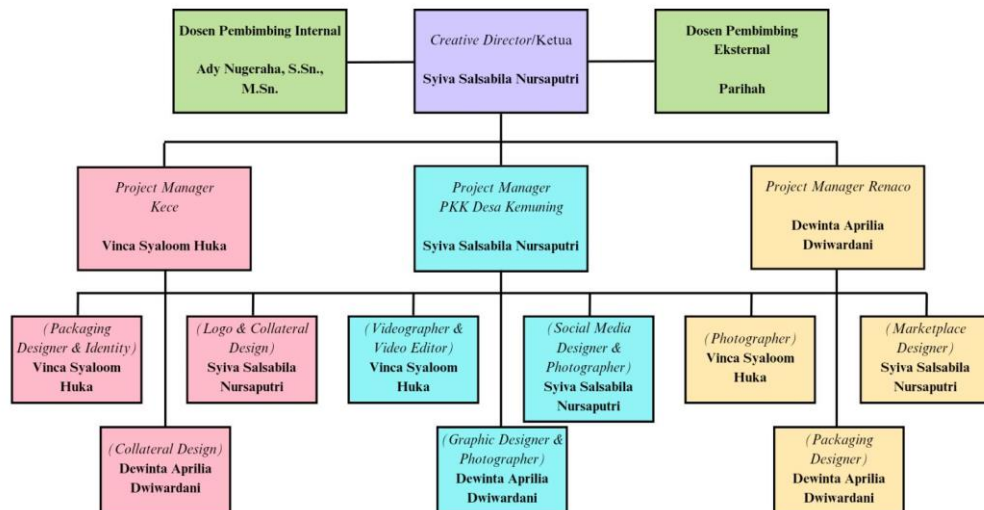 Dosen Pembimbing Internal
Ady Nugeraha, S.Sn.,
M.Sn.
Creative Director/Ketua
Syiva Salsabila Nursaputri
Dosen Pembimbing
Eksternal
Parihah
Project Manager
Kece
Vinca Syaloom Huka
Project Manager
PKK Desa Kemuning
Syiva Salsabila Nursaputri
Project Manager Renaco
Dewinta Aprilia
Dwiwardani
(Packaging
Designer & Identity)
Vinca Syaloom
Huka
(Logo & Collateral
Design)
Syiva Salsabila
Nursaputri
(Videographer &
Video Editor)
Vinca Syaloom
Huka
(Social Media
Designer &
Photographer)
Syiva Salsabila
Nursaputri
(Photographer)
Vinca Syaloom
Huka
(Marketplace
Designer)
Syiva Salsabila
Nursaputri
(Collateral Design)
Dewinta Aprilia
Dwiwardani
(Graphic Designer &
Photographer)
Dewinta Aprilia
Dwiwardani
(Packaging
Designer)
Dewinta Aprilia
Dwiwardani